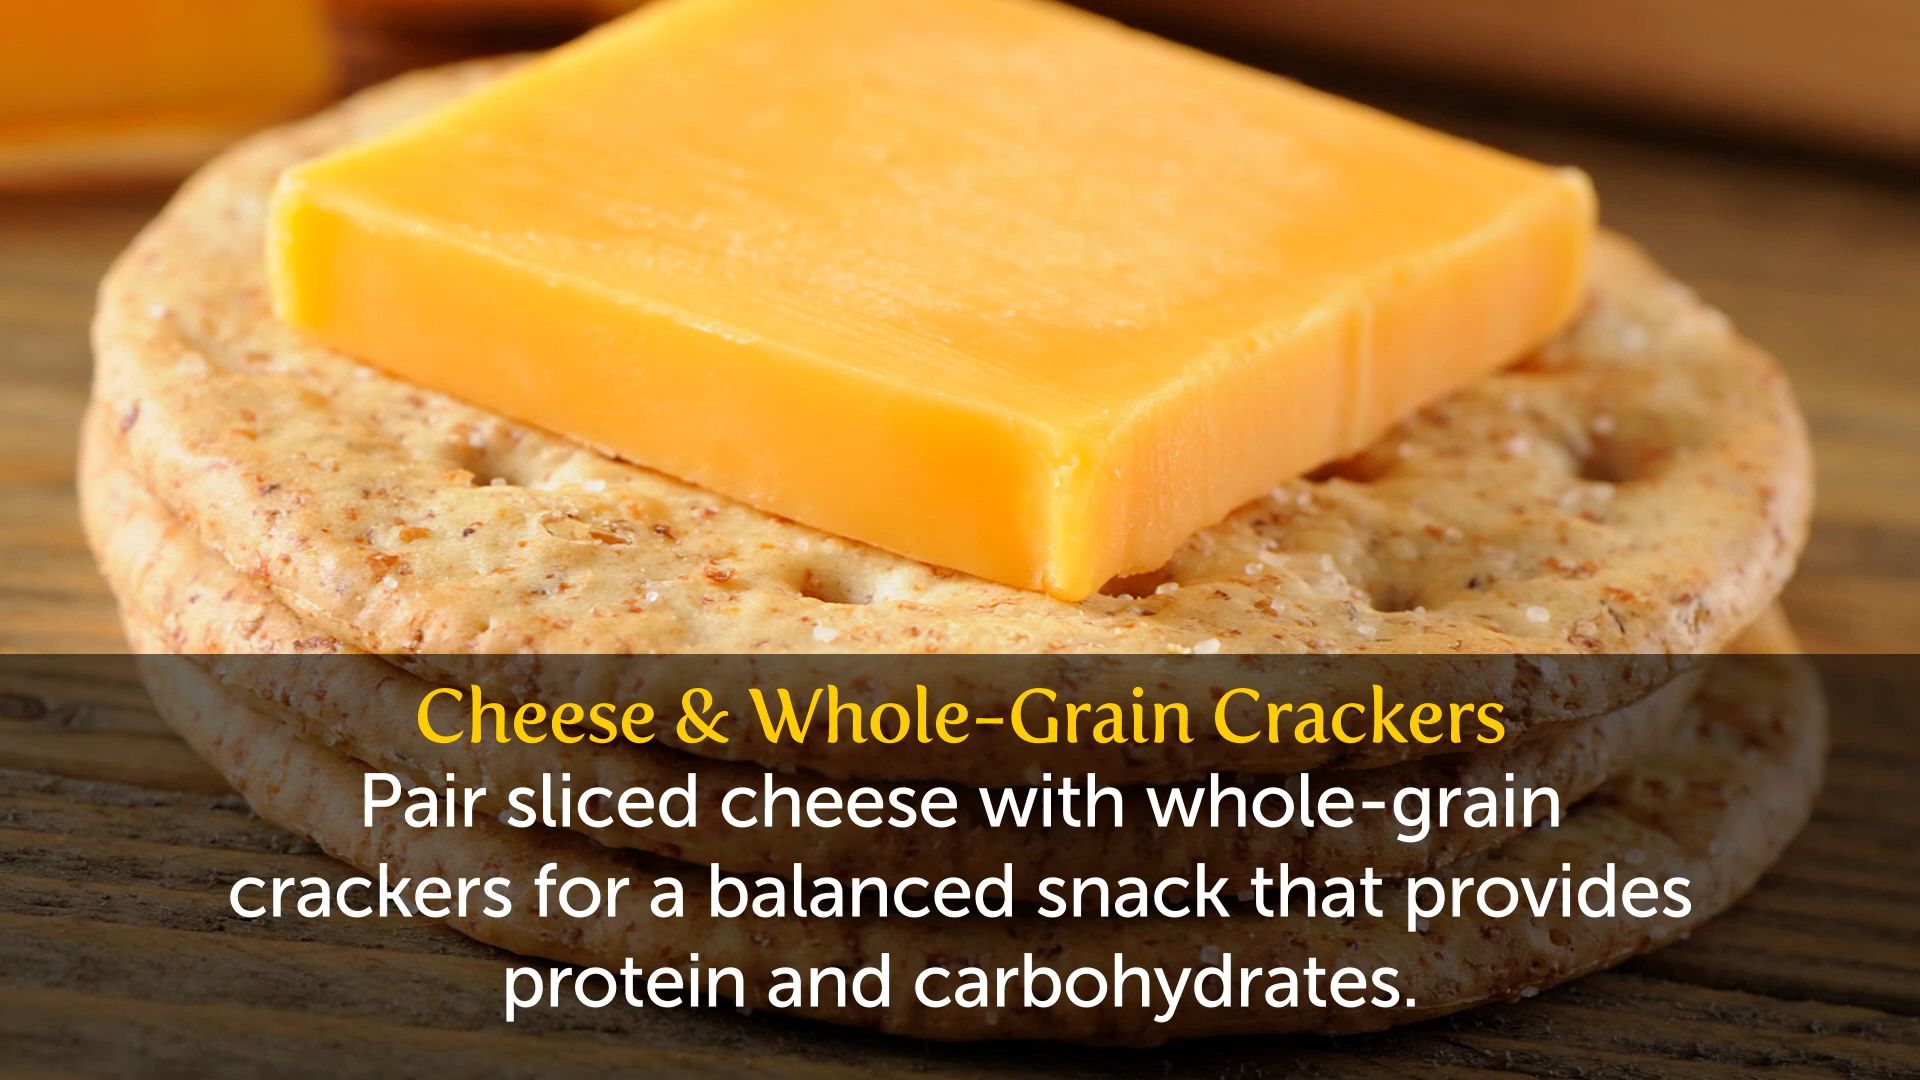 Cheese & Whole-Grain Crackers
Pair sliced cheese with whole-grain
crackers for a balanced snack that provides
protein and carbohydrates.